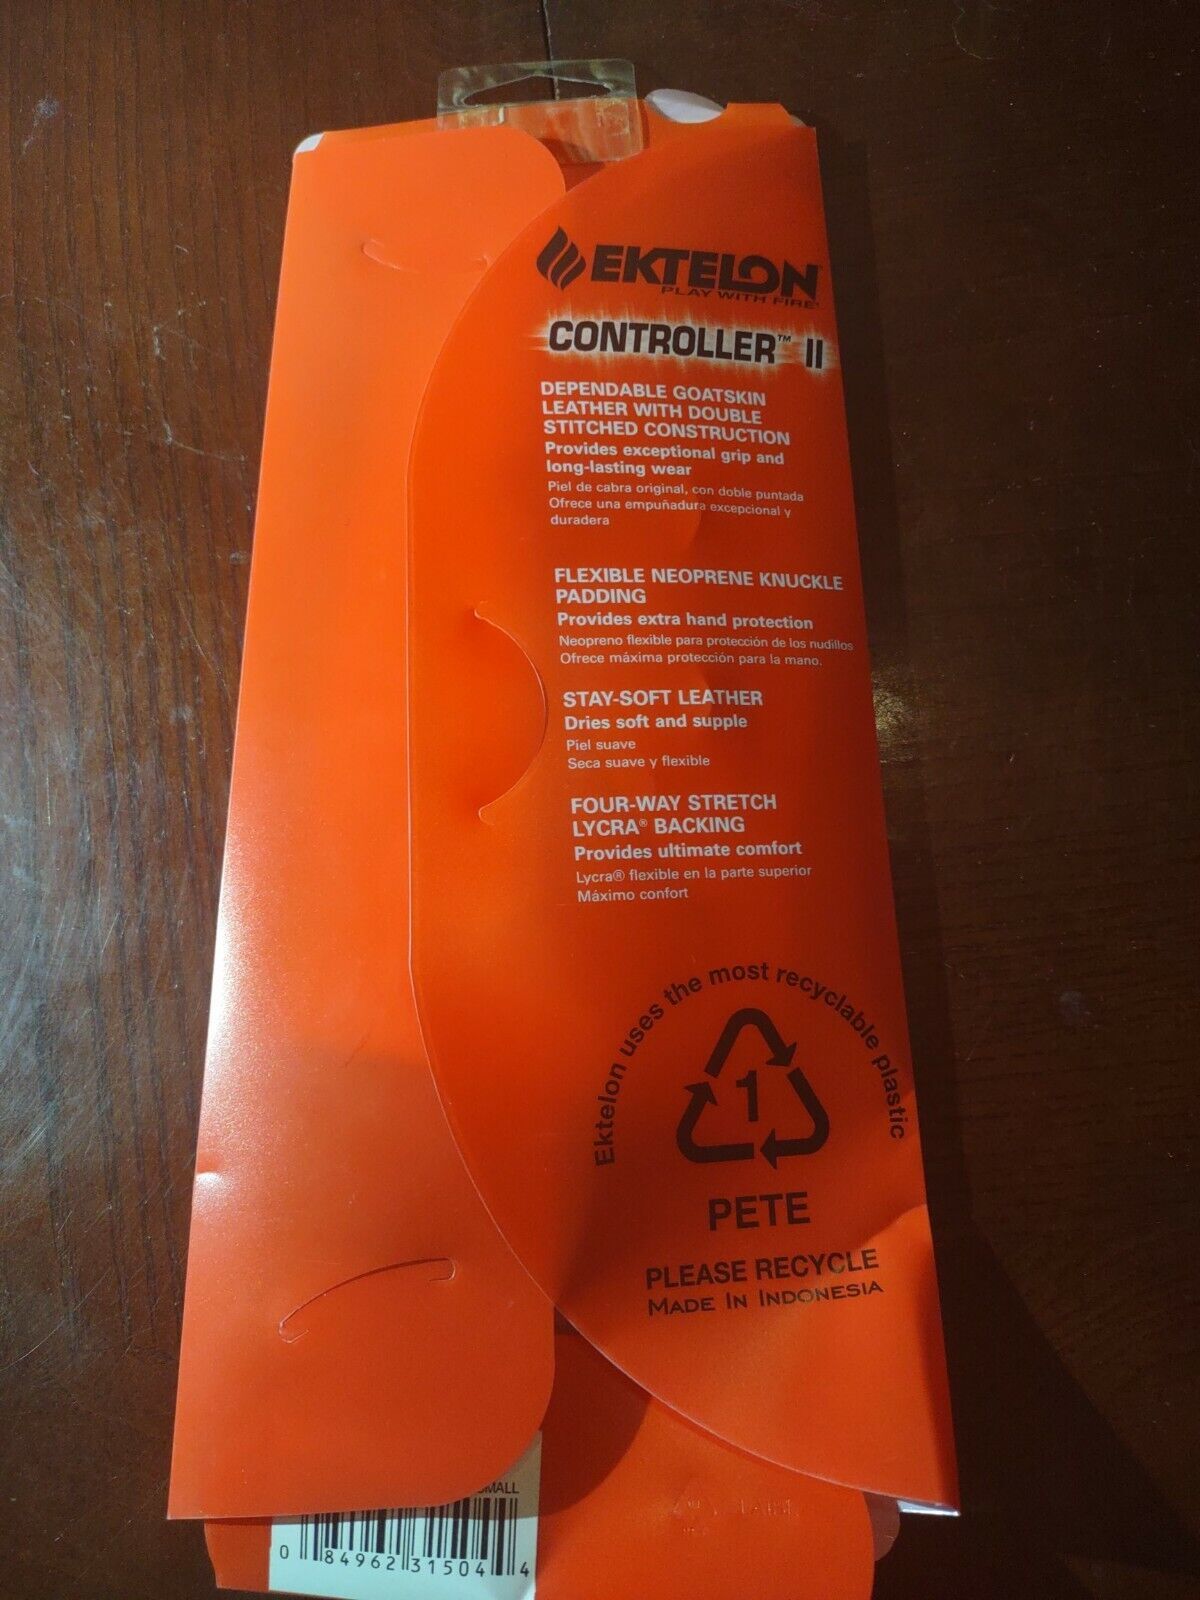 EKTELON
PLAY WITH FIRE
CONTROLLER™ II
DEPENDABLE GOATSKIN
LEATHER WITH DOUBLE
STITCHED CONSTRUCTION
Provides exceptional grip and
long-lasting wear
Piel de cabra original, con doble puntada
Ofrece una empuñadura excepcional y
duradera
FLEXIBLE NEOPRENE KNUCKLE
PADDING
Provides extra hand protection
Neopreno flexible para protección de los nudillos
Ofrece máxima protección para la mano.
STAY-SOFT LEATHER
Dries soft and supple
Piel suave
Seca suave y flexible
FOUR-WAY STRETCH
LYCRA® BACKING
Provides ultimate comfort
Lycra® flexible en la parte superior
Máximo confort
Ektelon uses the most recyclable plastic
1
PETE
PLEASE RECYCLE
MADE IN INDONESIA
SMALL
0 84962 31504 4